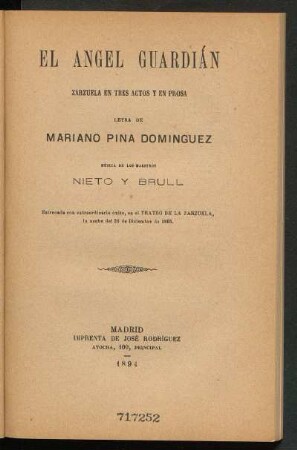 EL ANGEL GUARDIÁN
ZARZUELA EN TRES ACTOS Y EN PROSA
LETRA DE
MARIANO PINA DOMINGUEZ
MÚSICA DE LOS MAESTROS
NIETO Y BRULL
Estrenada con extraordinario éxito, en el TEATRO DE LA ZARZUELA,
la noche del de Diciembre de 1893.
MADRID
IMPRENTA DE JOSÉ RODRÍGUEZ
ATOCHA, 100, PRINCIPAL
1894
717252